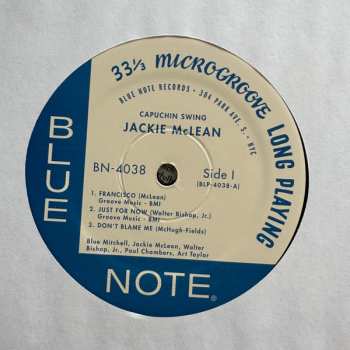 33⅓ MICROGROOVE LONG PLAYING
BLUE NOTE RECORDS • 304 PARK AVE. S. • NYC
CAPUCHIN SWING
JACKIE McLEAN
BN-4038 Side 1
(BLP-4038-A)
1. FRANCISCO (McLean)
Groove Music - BMI
2. JUST FOR NOW (Walter Bishop, Jr.)
Groove Music - BMI
3. DON'T BLAME ME (McHugh-Fields)
Blue Mitchell, Jackie McLean, Walter
Bishop, Jr., Paul Chambers, Art Taylor
BLUE
NOTE®